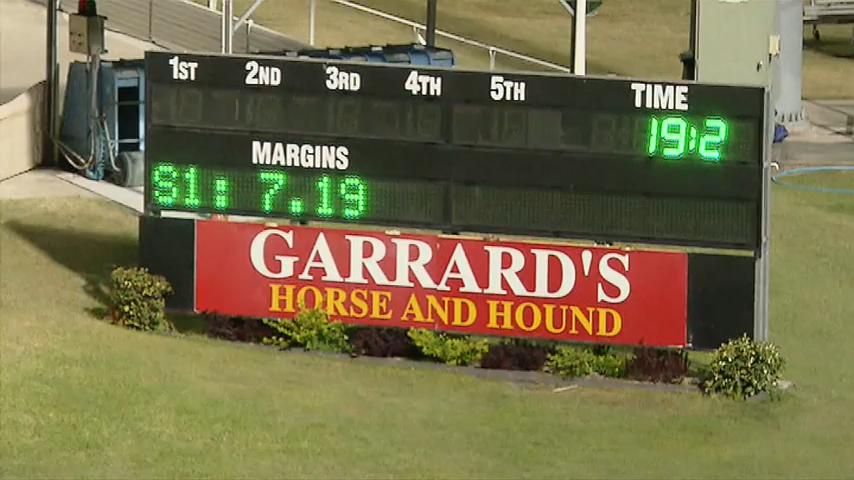 1ST 2ND 3RD 4TH 5TH TIME
19:2
MARGINS
S1: 7.19
GARRARD'S
HORSE AND HOUND